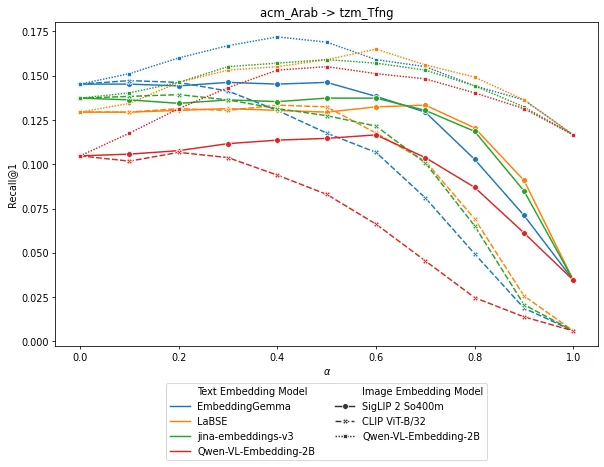 acm_Arab -> tzm_Tfng
Recall@1
0.175
0.150
0.125
0.100
0.075
0.050
0.025
0.000
0.0 0.2 0.4 0.6 0.8 1.0
α
Text Embedding Model
EmbeddingGemma
LaBSE
jina-embeddings-v3
Qwen-VL-Embedding-2B
Image Embedding Model
SigLIP 2 So400m
CLIP ViT-B/32
Qwen-VL-Embedding-2B